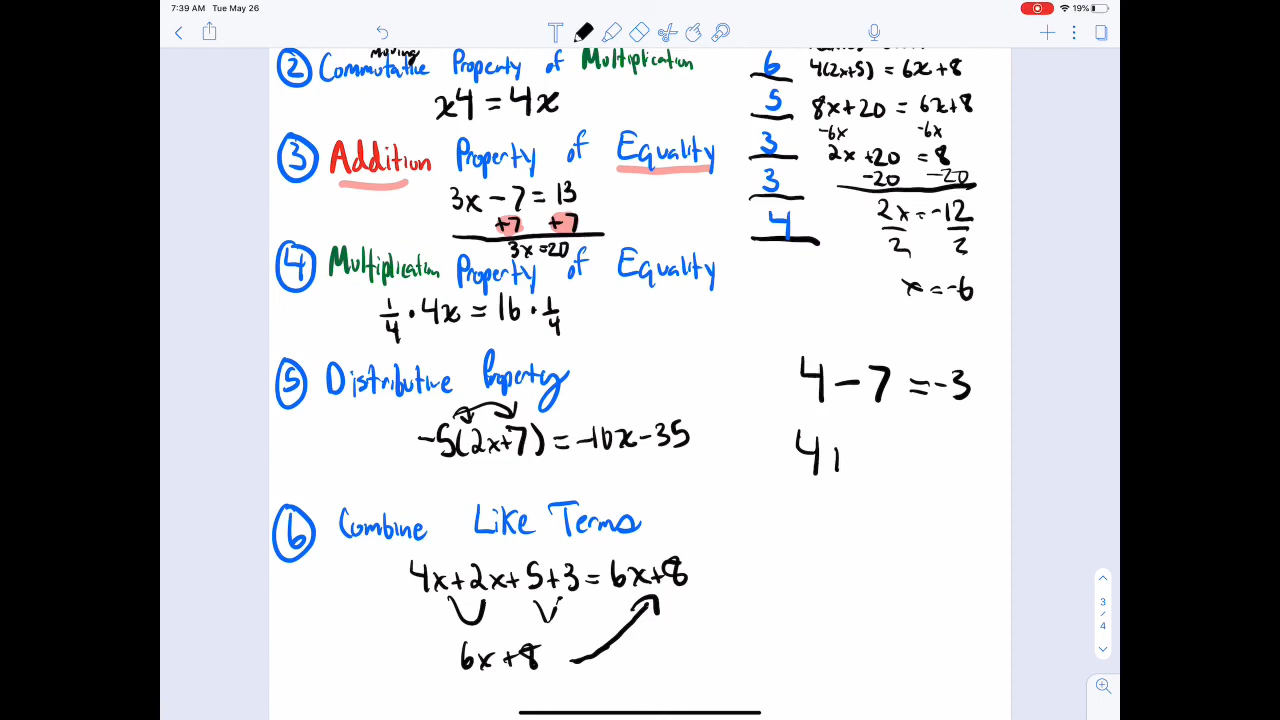 7:39 AM Tue May 26
19%
moving
② Commutative Property of Multiplication
x4 = 4x
③ Addition Property of Equality
3x - 7 = 13
+7 +7
3x = 20
④ Multiplication Property of Equality
1/4 · 4x = 16 · 1/4
⑤ Distributive Property
-5(2x+7) = -10x - 35
⑥ Combine Like Terms
4x+2x+5+3 = 6x+8
6x+8
6 4(2x+5) = 6x+8
5 8x+20 = 6x+8
-6x -6x
3 2x +20 = 8
3 -20 -20
4 2x = -12
2 2
x = -6
4 - 7 = -3
4
3
4